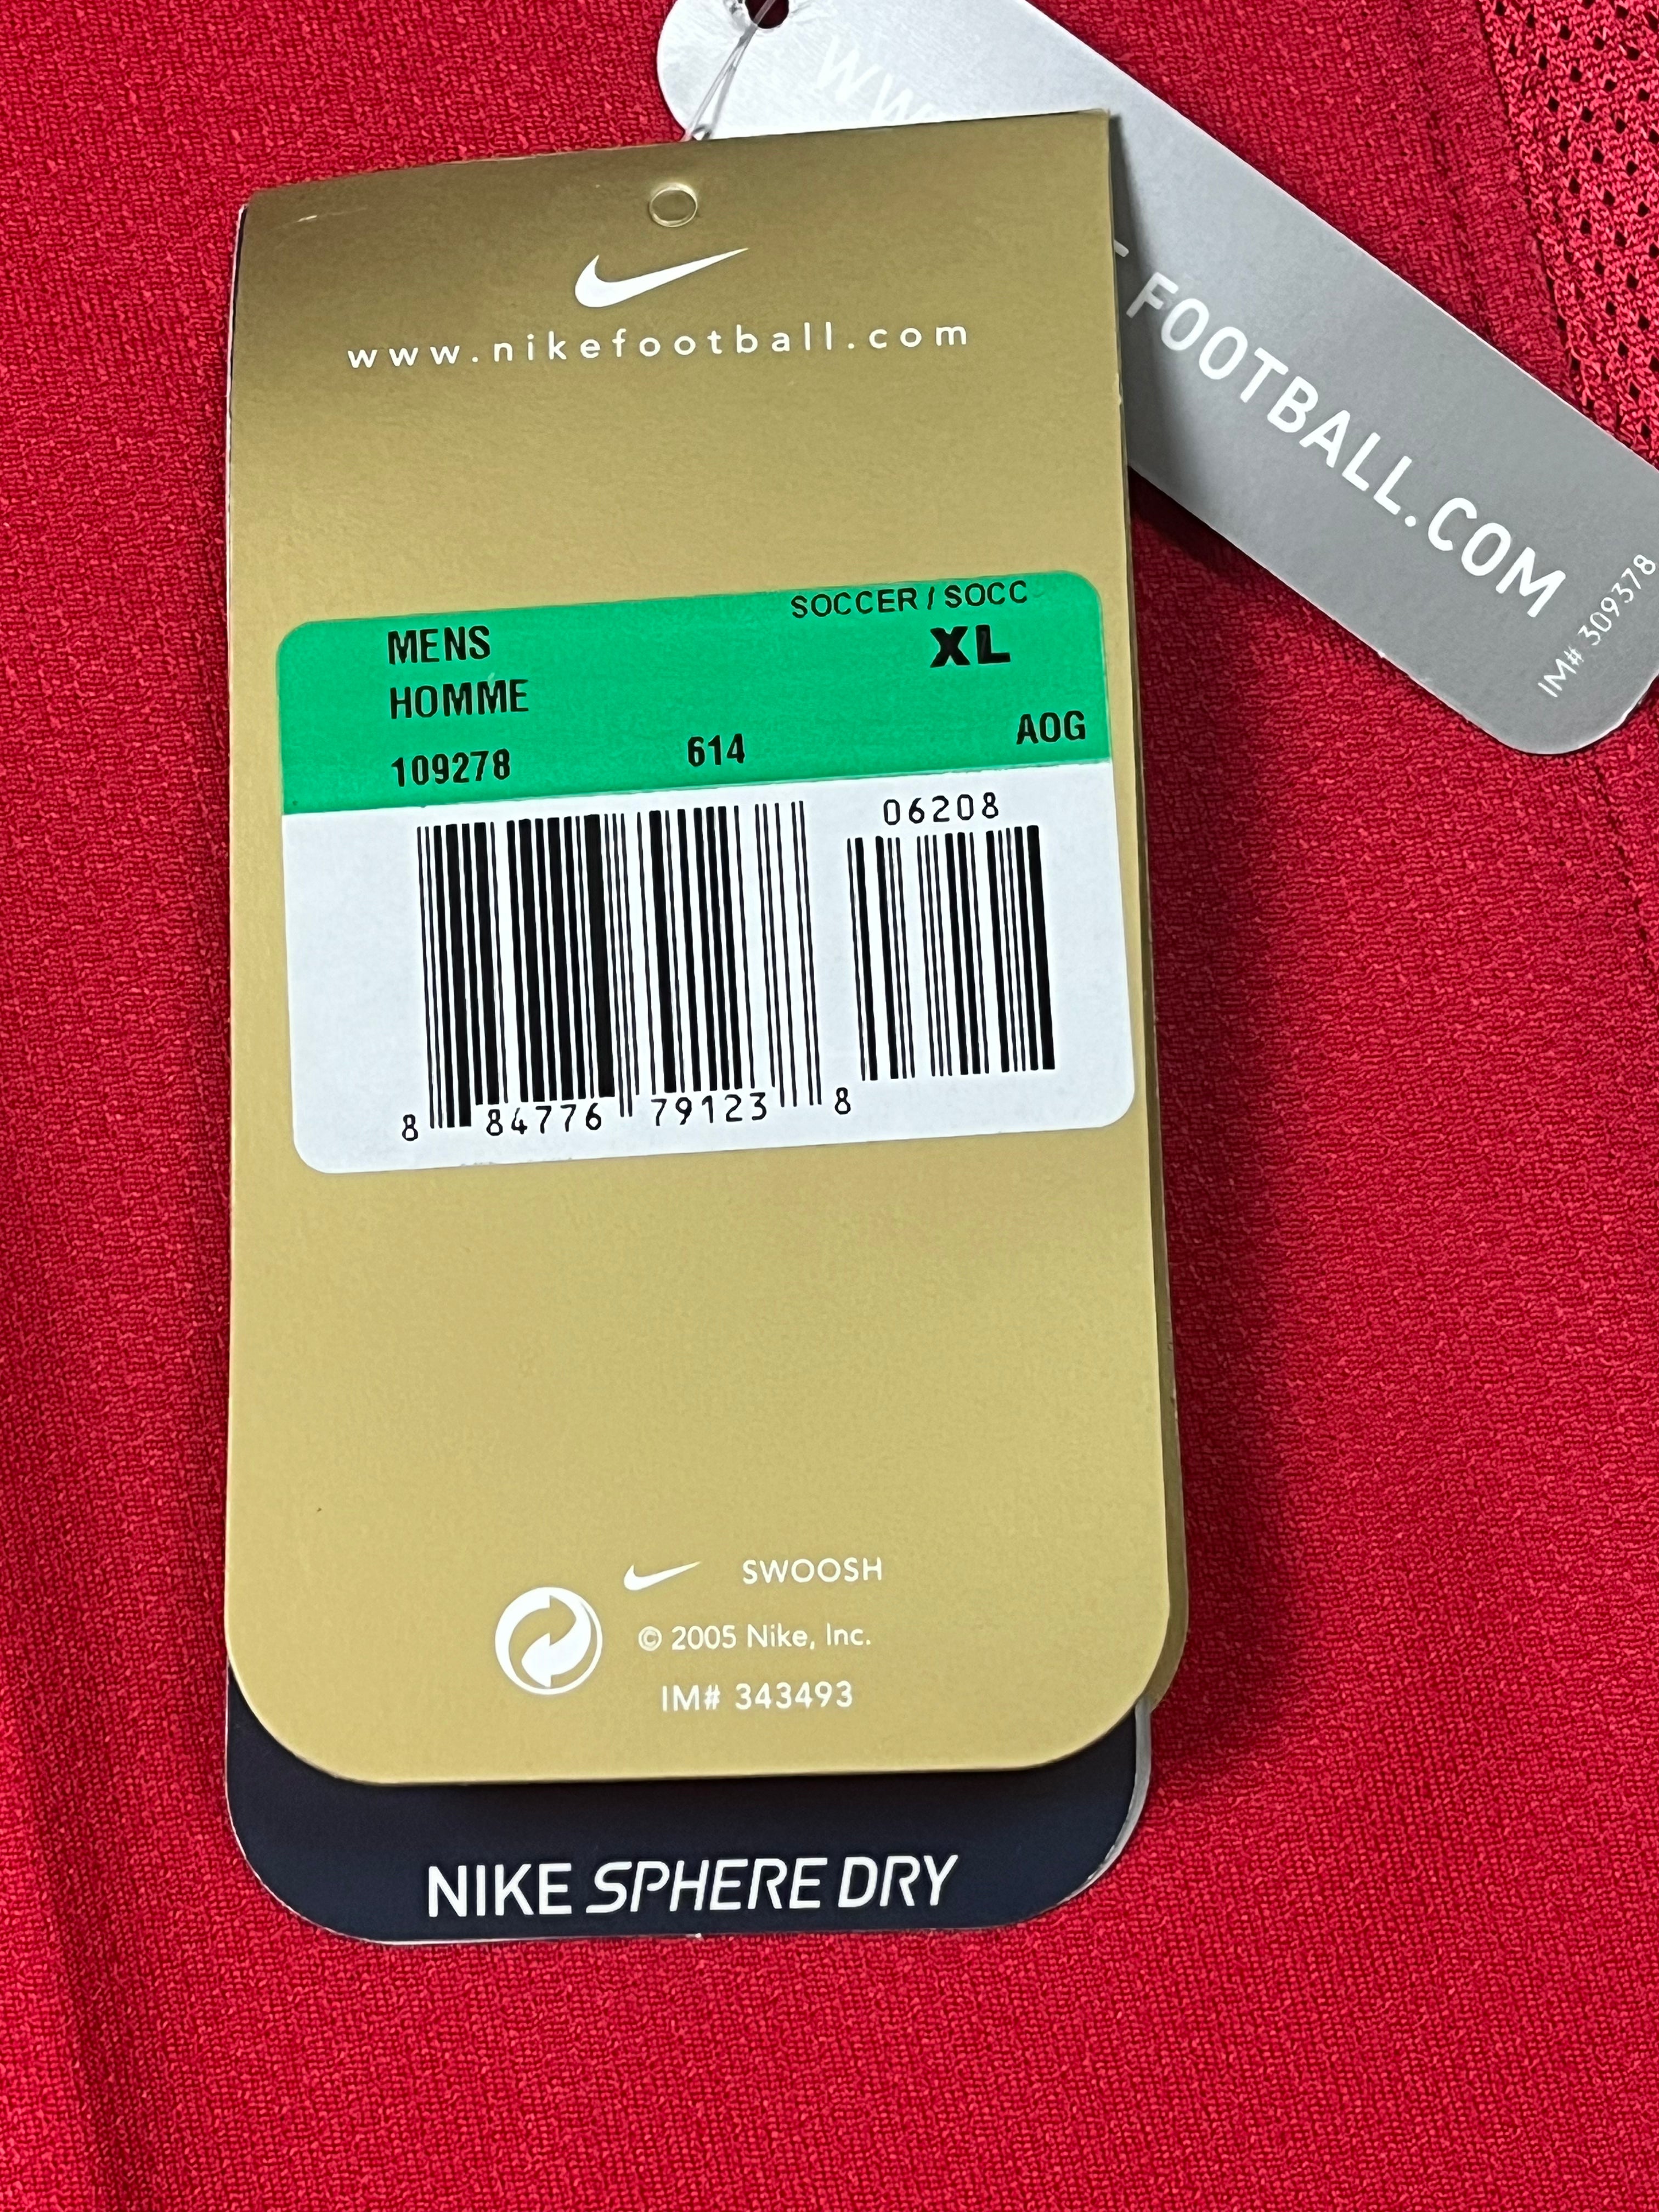 WW
FOOTBALL.COM
IM# 309378
www.nikefootball.com
SOCCER / SOCC
MENS
XL
HOMME
109278 614 AOG
06208
8 84776 79123 8
SWOOSH
© 2005 Nike, Inc.
IM# 343493
NIKE SPHERE DRY